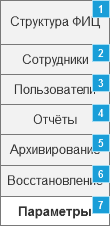 1
Структура ФИЦ
2
Сотрудники
3
Пользователи
4
Отчёты
5
Архивирование
6
Восстановление
7
Параметры